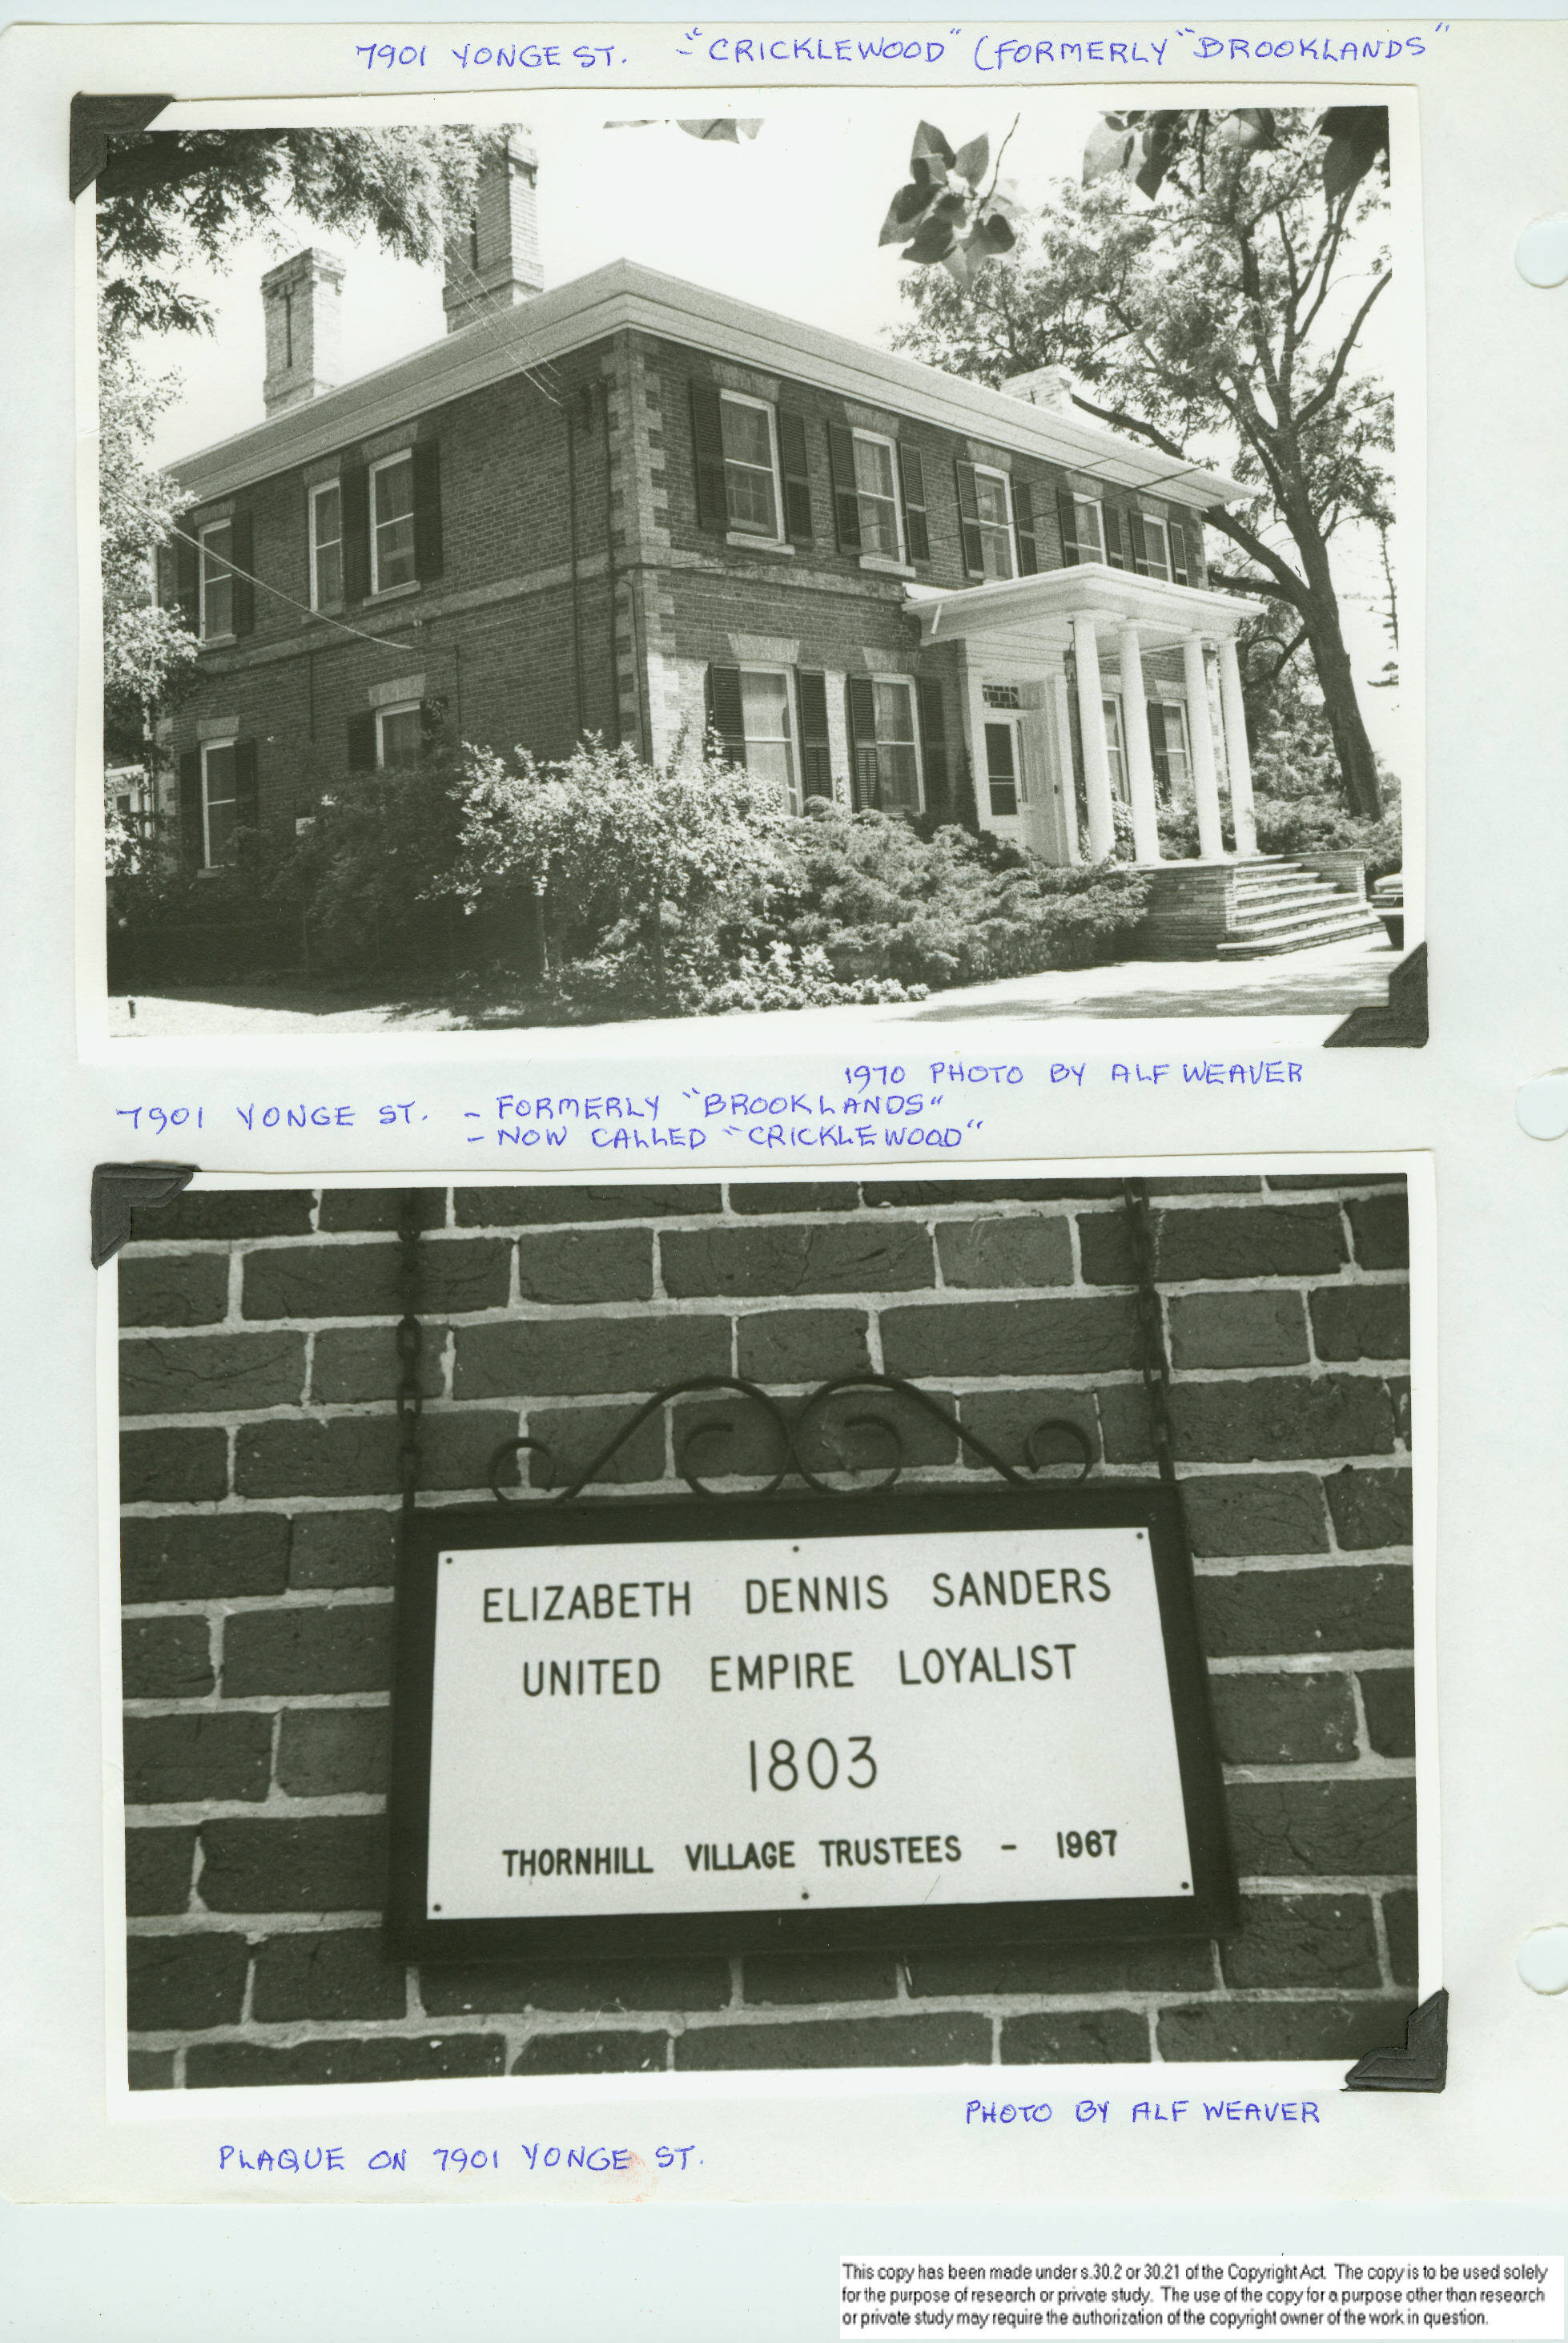 7901 YONGE ST. - "CRICKLEWOOD" (FORMERLY "BROOKLANDS"
1970 PHOTO BY ALF WEAVER
7901 YONGE ST. - FORMERLY "BROOKLANDS"
- NOW CALLED "CRICKLEWOOD"
ELIZABETH DENNIS SANDERS
UNITED EMPIRE LOYALIST
1803
THORNHILL VILLAGE TRUSTEES - 1967
PHOTO BY ALF WEAVER
PLAQUE ON 7901 YONGE ST.
This copy has been made under s.30.2 or 30.21 of the Copyright Act. The copy is to be used solely
for the purpose of research or private study. The use of the copy for a purpose other than research
or private study may require the authorization of the copyright owner of the work in question.